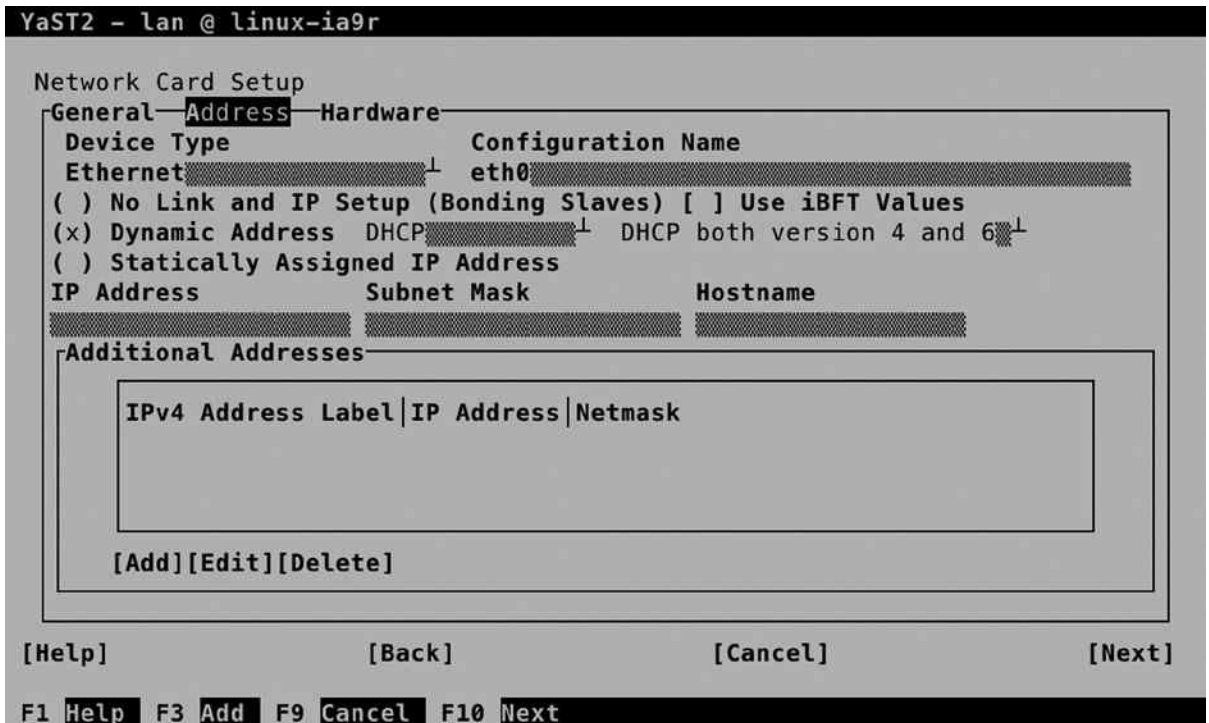 YaST2 - lan @ linux-ia9r
Network Card Setup
General Address Hardware
Device Type Configuration Name
Ethernet eth0
( ) No Link and IP Setup (Bonding Slaves) [ ] Use iBFT Values
(x) Dynamic Address DHCP DHCP both version 4 and 6
( ) Statically Assigned IP Address
IP Address Subnet Mask Hostname
Additional Addresses
IPv4 Address Label|IP Address|Netmask
[Add][Edit][Delete]
[Help] [Back] [Cancel] [Next]
F1 Help F3 Add F9 Cancel F10 Next